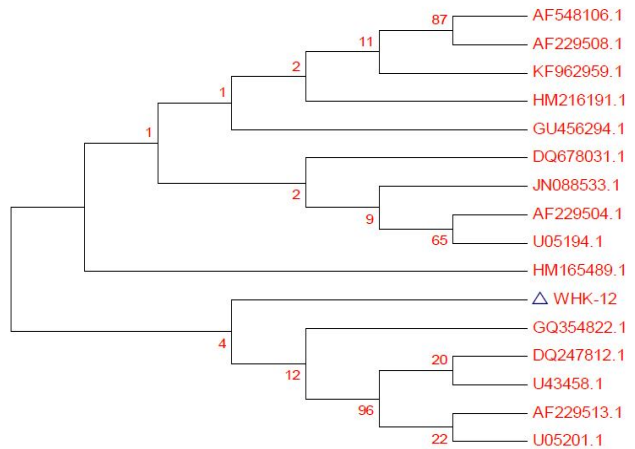 87
AF548106.1
AF229508.1
11
KF962959.1
2
HM216191.1
1
GU456294.1
1
DQ678031.1
2
JN088533.1
9
AF229504.1
65
U05194.1
HM165489.1
WHK-12
4
GQ354822.1
12
20
DQ247812.1
U43458.1
96
AF229513.1
22
U05201.1